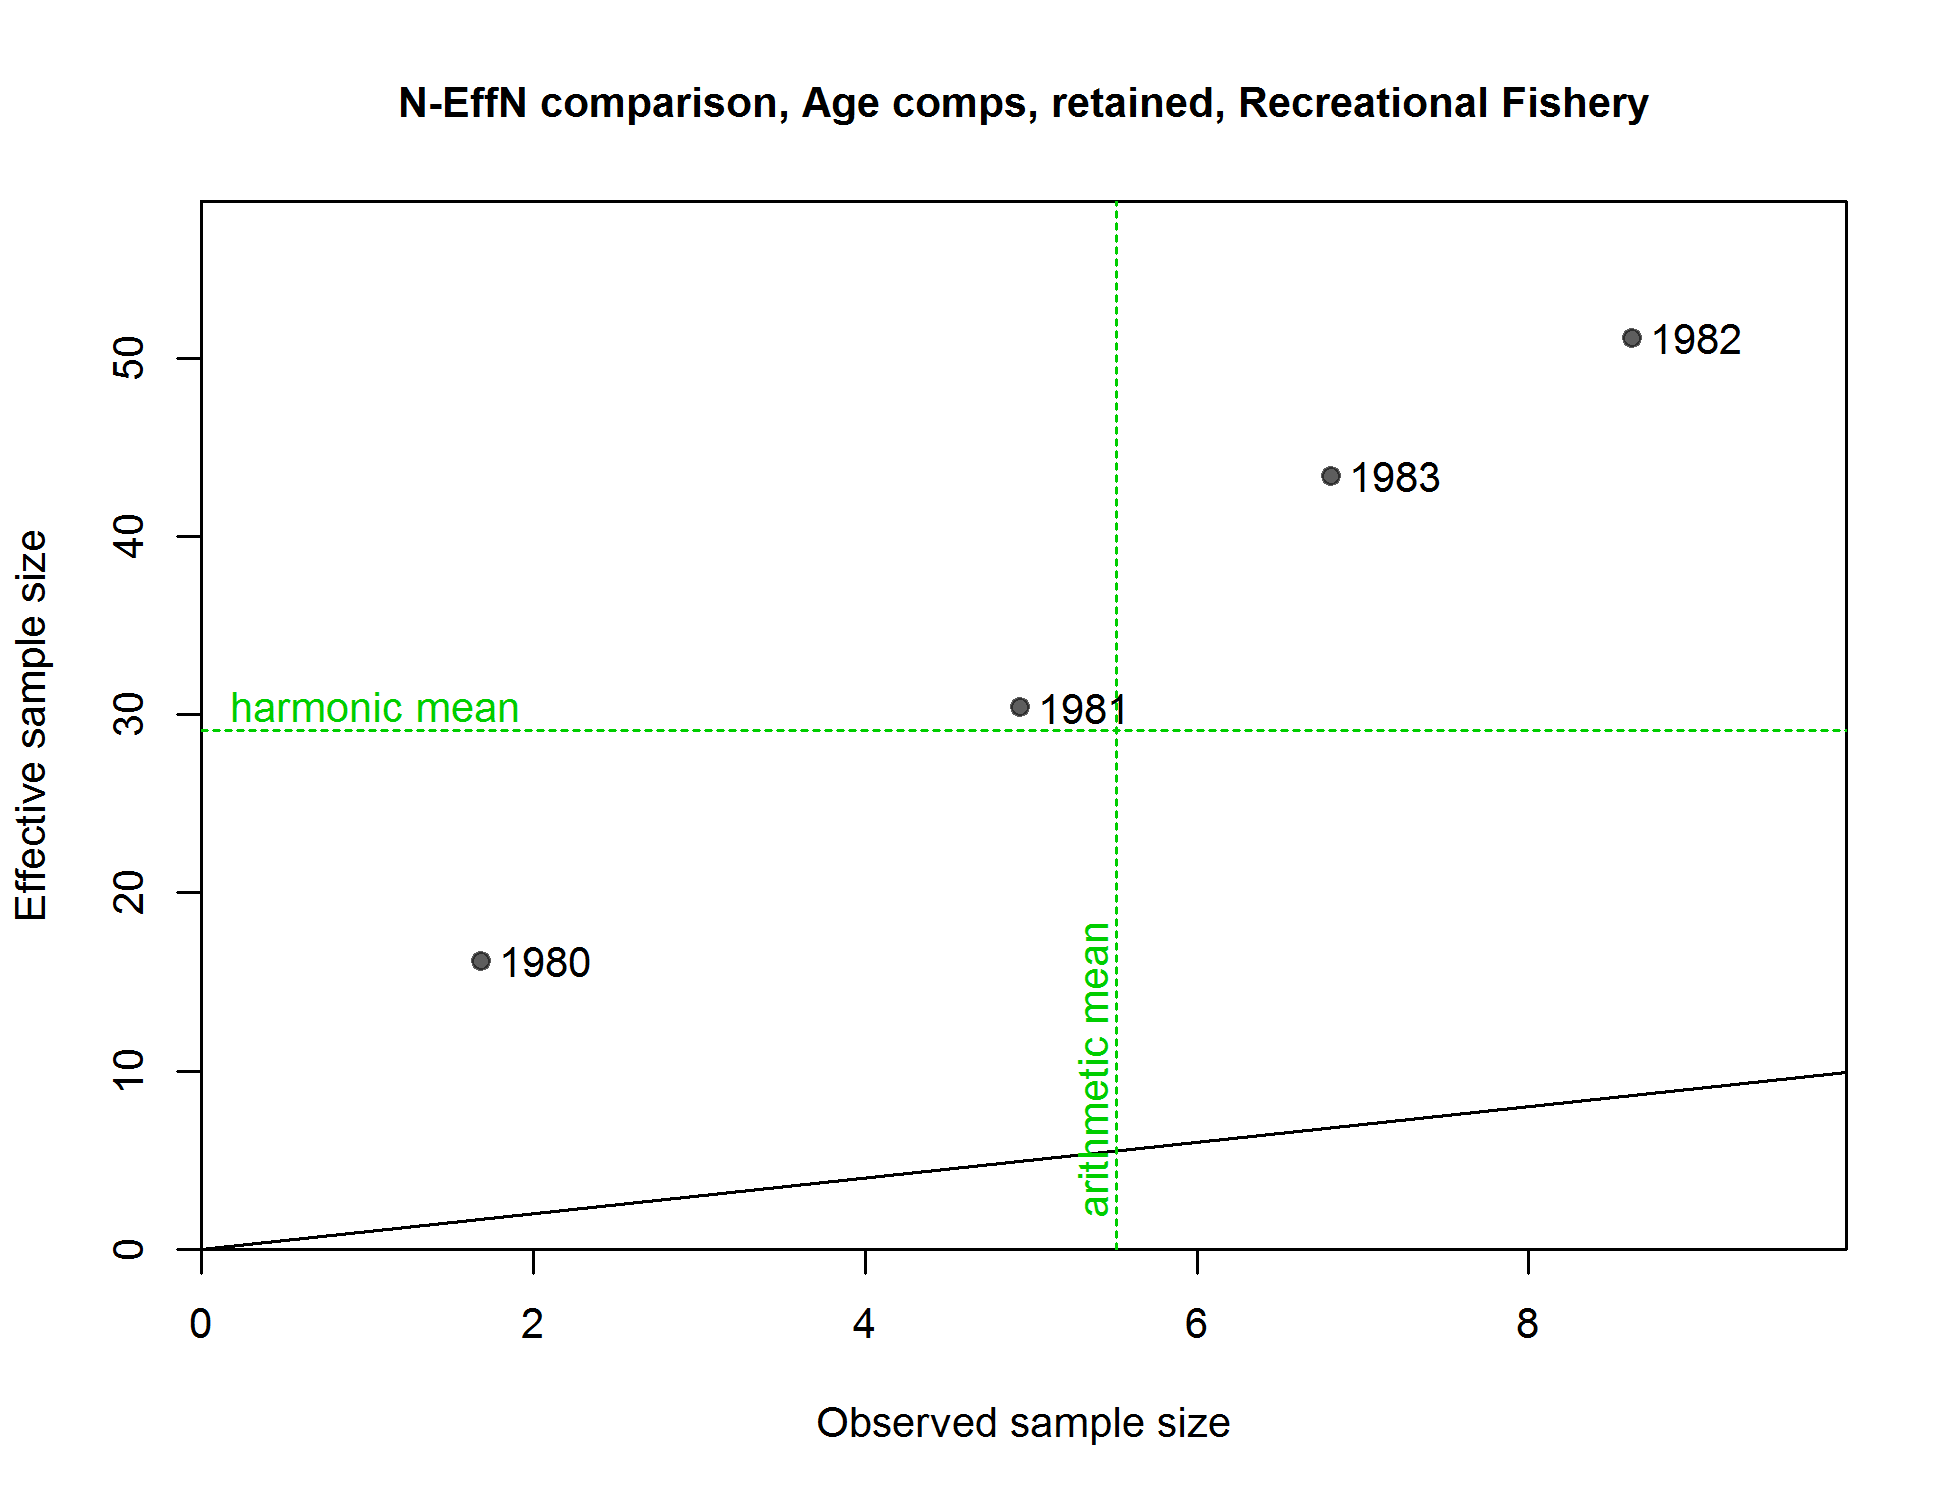 N-EffN comparison, Age comps, retained, Recreational Fishery
Effective sample size
50
40
30
20
10
0
1982
1983
1981
harmonic mean
1980
arithmetic mean
0 2 4 6 8
Observed sample size